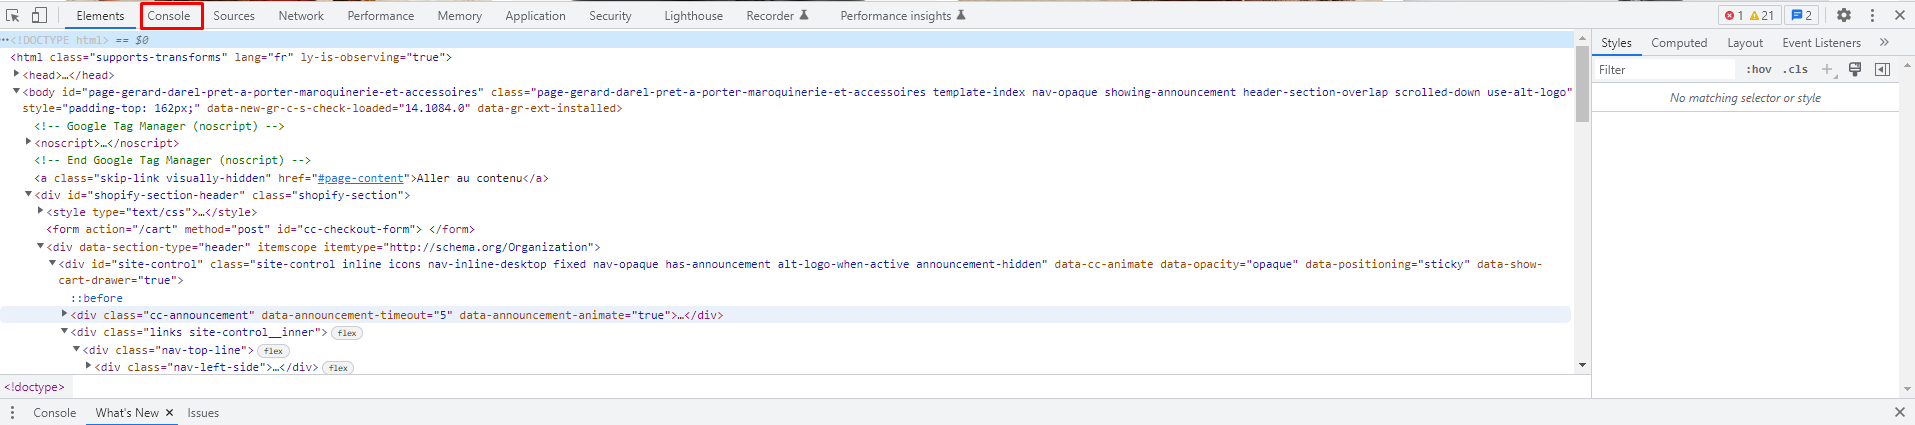 Elements Console Sources Network Performance Memory Application Security Lighthouse Recorder Performance insights 1 21 2
<!DOCTYPE html> == $0
<html class="supports-transforms" lang="fr" ly-is-observing="true">
<head>…</head>
<body id="page-gerard-darel-pret-a-porter-maroquinerie-et-accessoires" class="page-gerard-darel-pret-a-porter-maroquinerie-et-accessoires template-index nav-opaque showing-announcement header-section-overlap scrolled-down use-alt-logo"
style="padding-top: 162px;" data-new-gr-c-s-check-loaded="14.1084.0" data-gr-ext-installed>
<!-- Google Tag Manager (noscript) -->
<noscript>…</noscript>
<!-- End Google Tag Manager (noscript) -->
<a class="skip-link visually-hidden" href="#page-content">Aller au contenu</a>
<div id="shopify-section-header" class="shopify-section">
<style type="text/css">…</style>
<form action="/cart" method="post" id="cc-checkout-form"> </form>
<div data-section-type="header" itemscope itemtype="http://schema.org/Organization">
<div id="site-control" class="site-control inline icons nav-inline-desktop fixed nav-opaque has-announcement alt-logo-when-active announcement-hidden" data-cc-animate data-opacity="opaque" data-positioning="sticky" data-show-
cart-drawer="true">
::before
<div class="cc-announcement" data-announcement-timeout="5" data-announcement-animate="true">…</div>
<div class="links site-control__inner"> flex
<div class="nav-top-line"> flex
<div class="nav-left-side">…</div> flex
<!doctype>
Styles Computed Layout Event Listeners »
Filter :hov .cls +
No matching selector or style
Console What's New × Issues